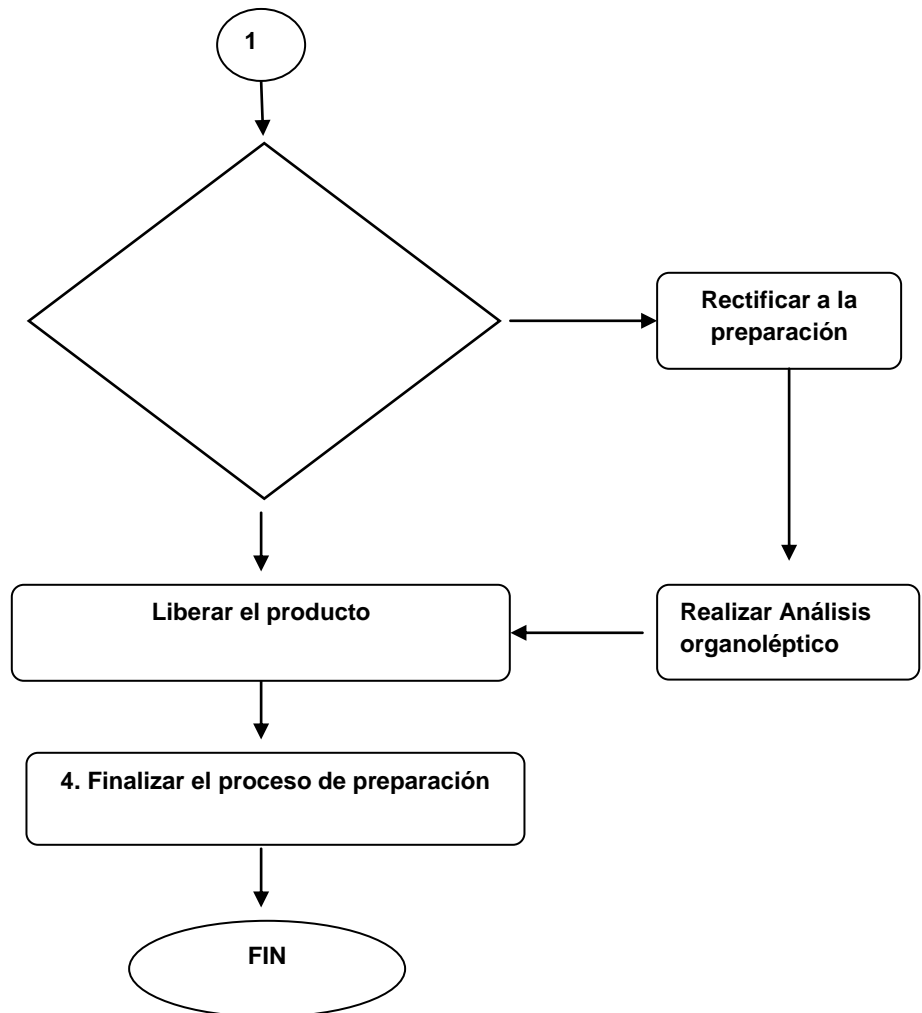 1
Rectificar a la
preparación
Liberar el producto
Realizar Análisis
organoléptico
4. Finalizar el proceso de preparación
FIN